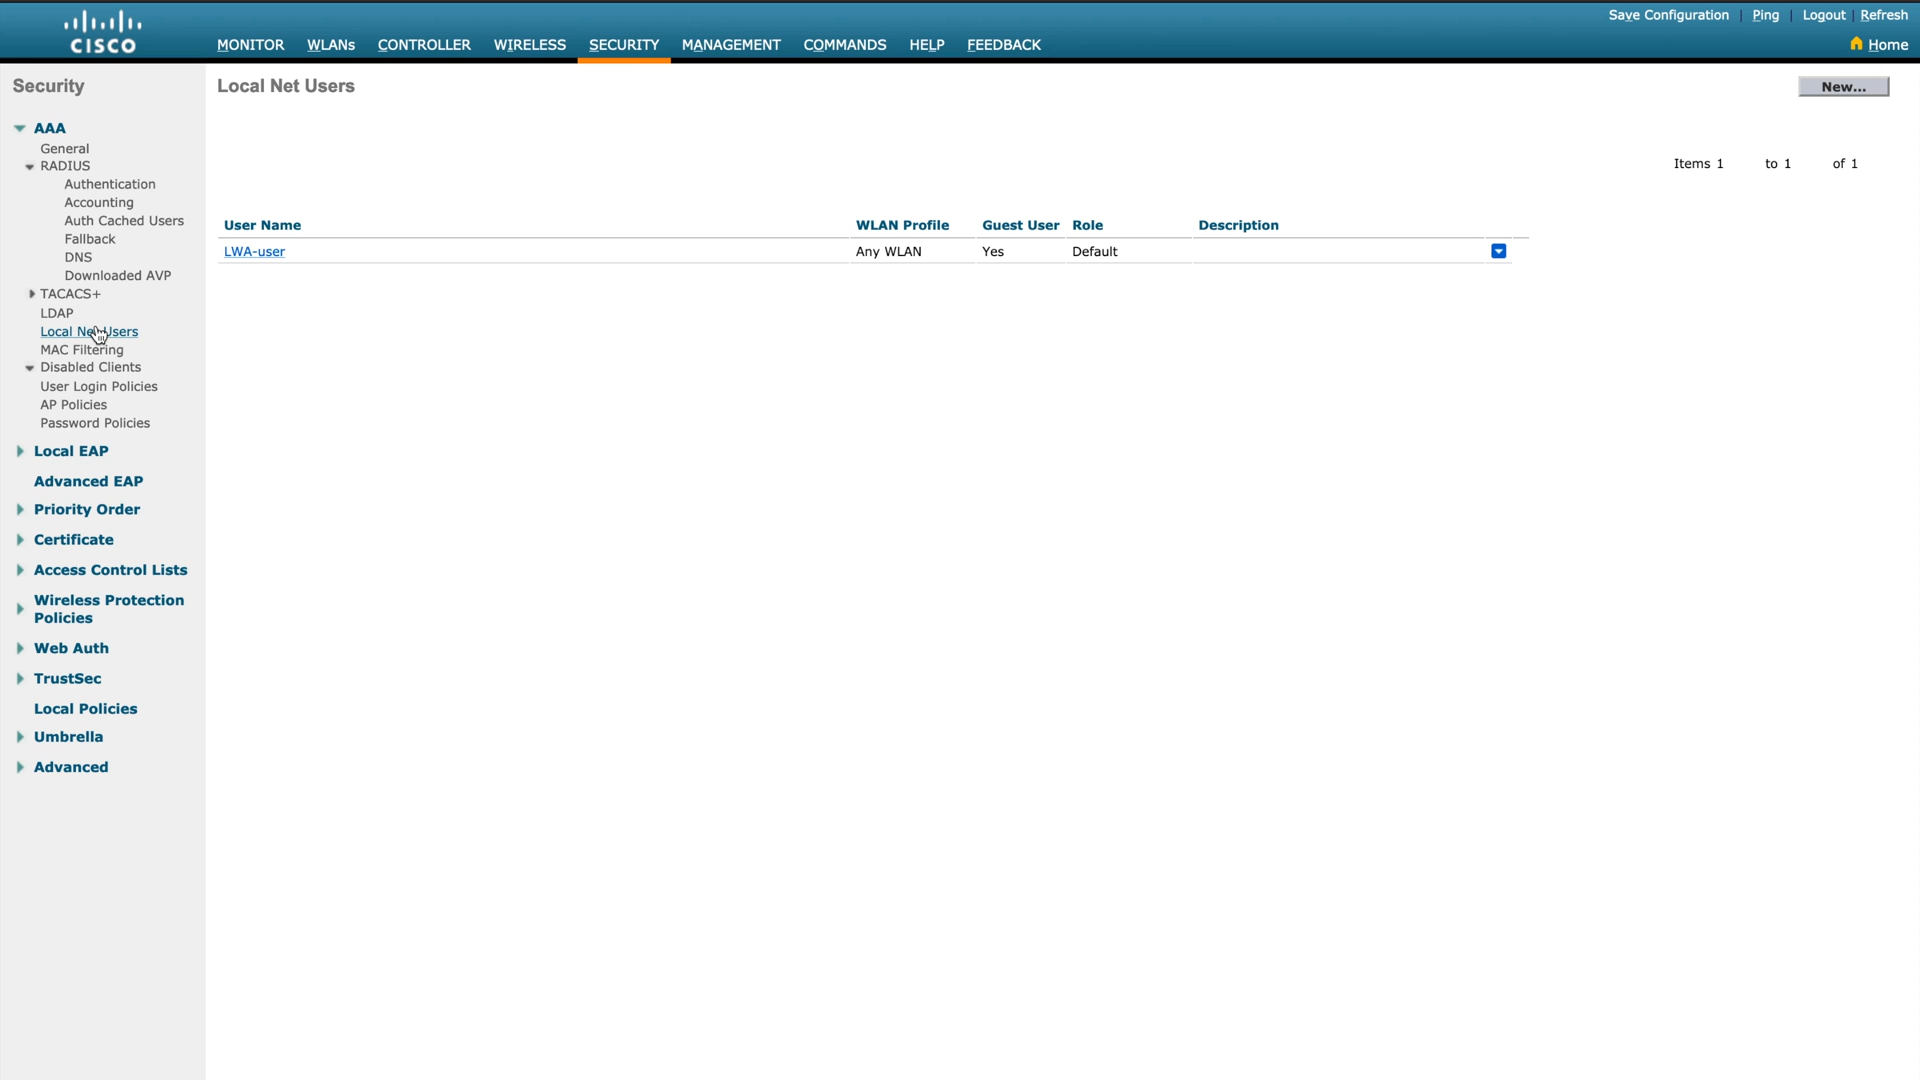 CISCO
Save Configuration | Ping | Logout | Refresh
MONITOR WLANs CONTROLLER WIRELESS SECURITY MANAGEMENT COMMANDS HELP FEEDBACK
Home
Security
AAA
General
RADIUS
Authentication
Accounting
Auth Cached Users
Fallback
DNS
Downloaded AVP
TACACS+
LDAP
Local Net Users
MAC Filtering
Disabled Clients
User Login Policies
AP Policies
Password Policies
Local EAP
Advanced EAP
Priority Order
Certificate
Access Control Lists
Wireless Protection
Policies
Web Auth
TrustSec
Local Policies
Umbrella
Advanced
Local Net Users
New...
Items 1 to 1 of 1
User Name WLAN Profile Guest User Role Description
LWA-user Any WLAN Yes Default